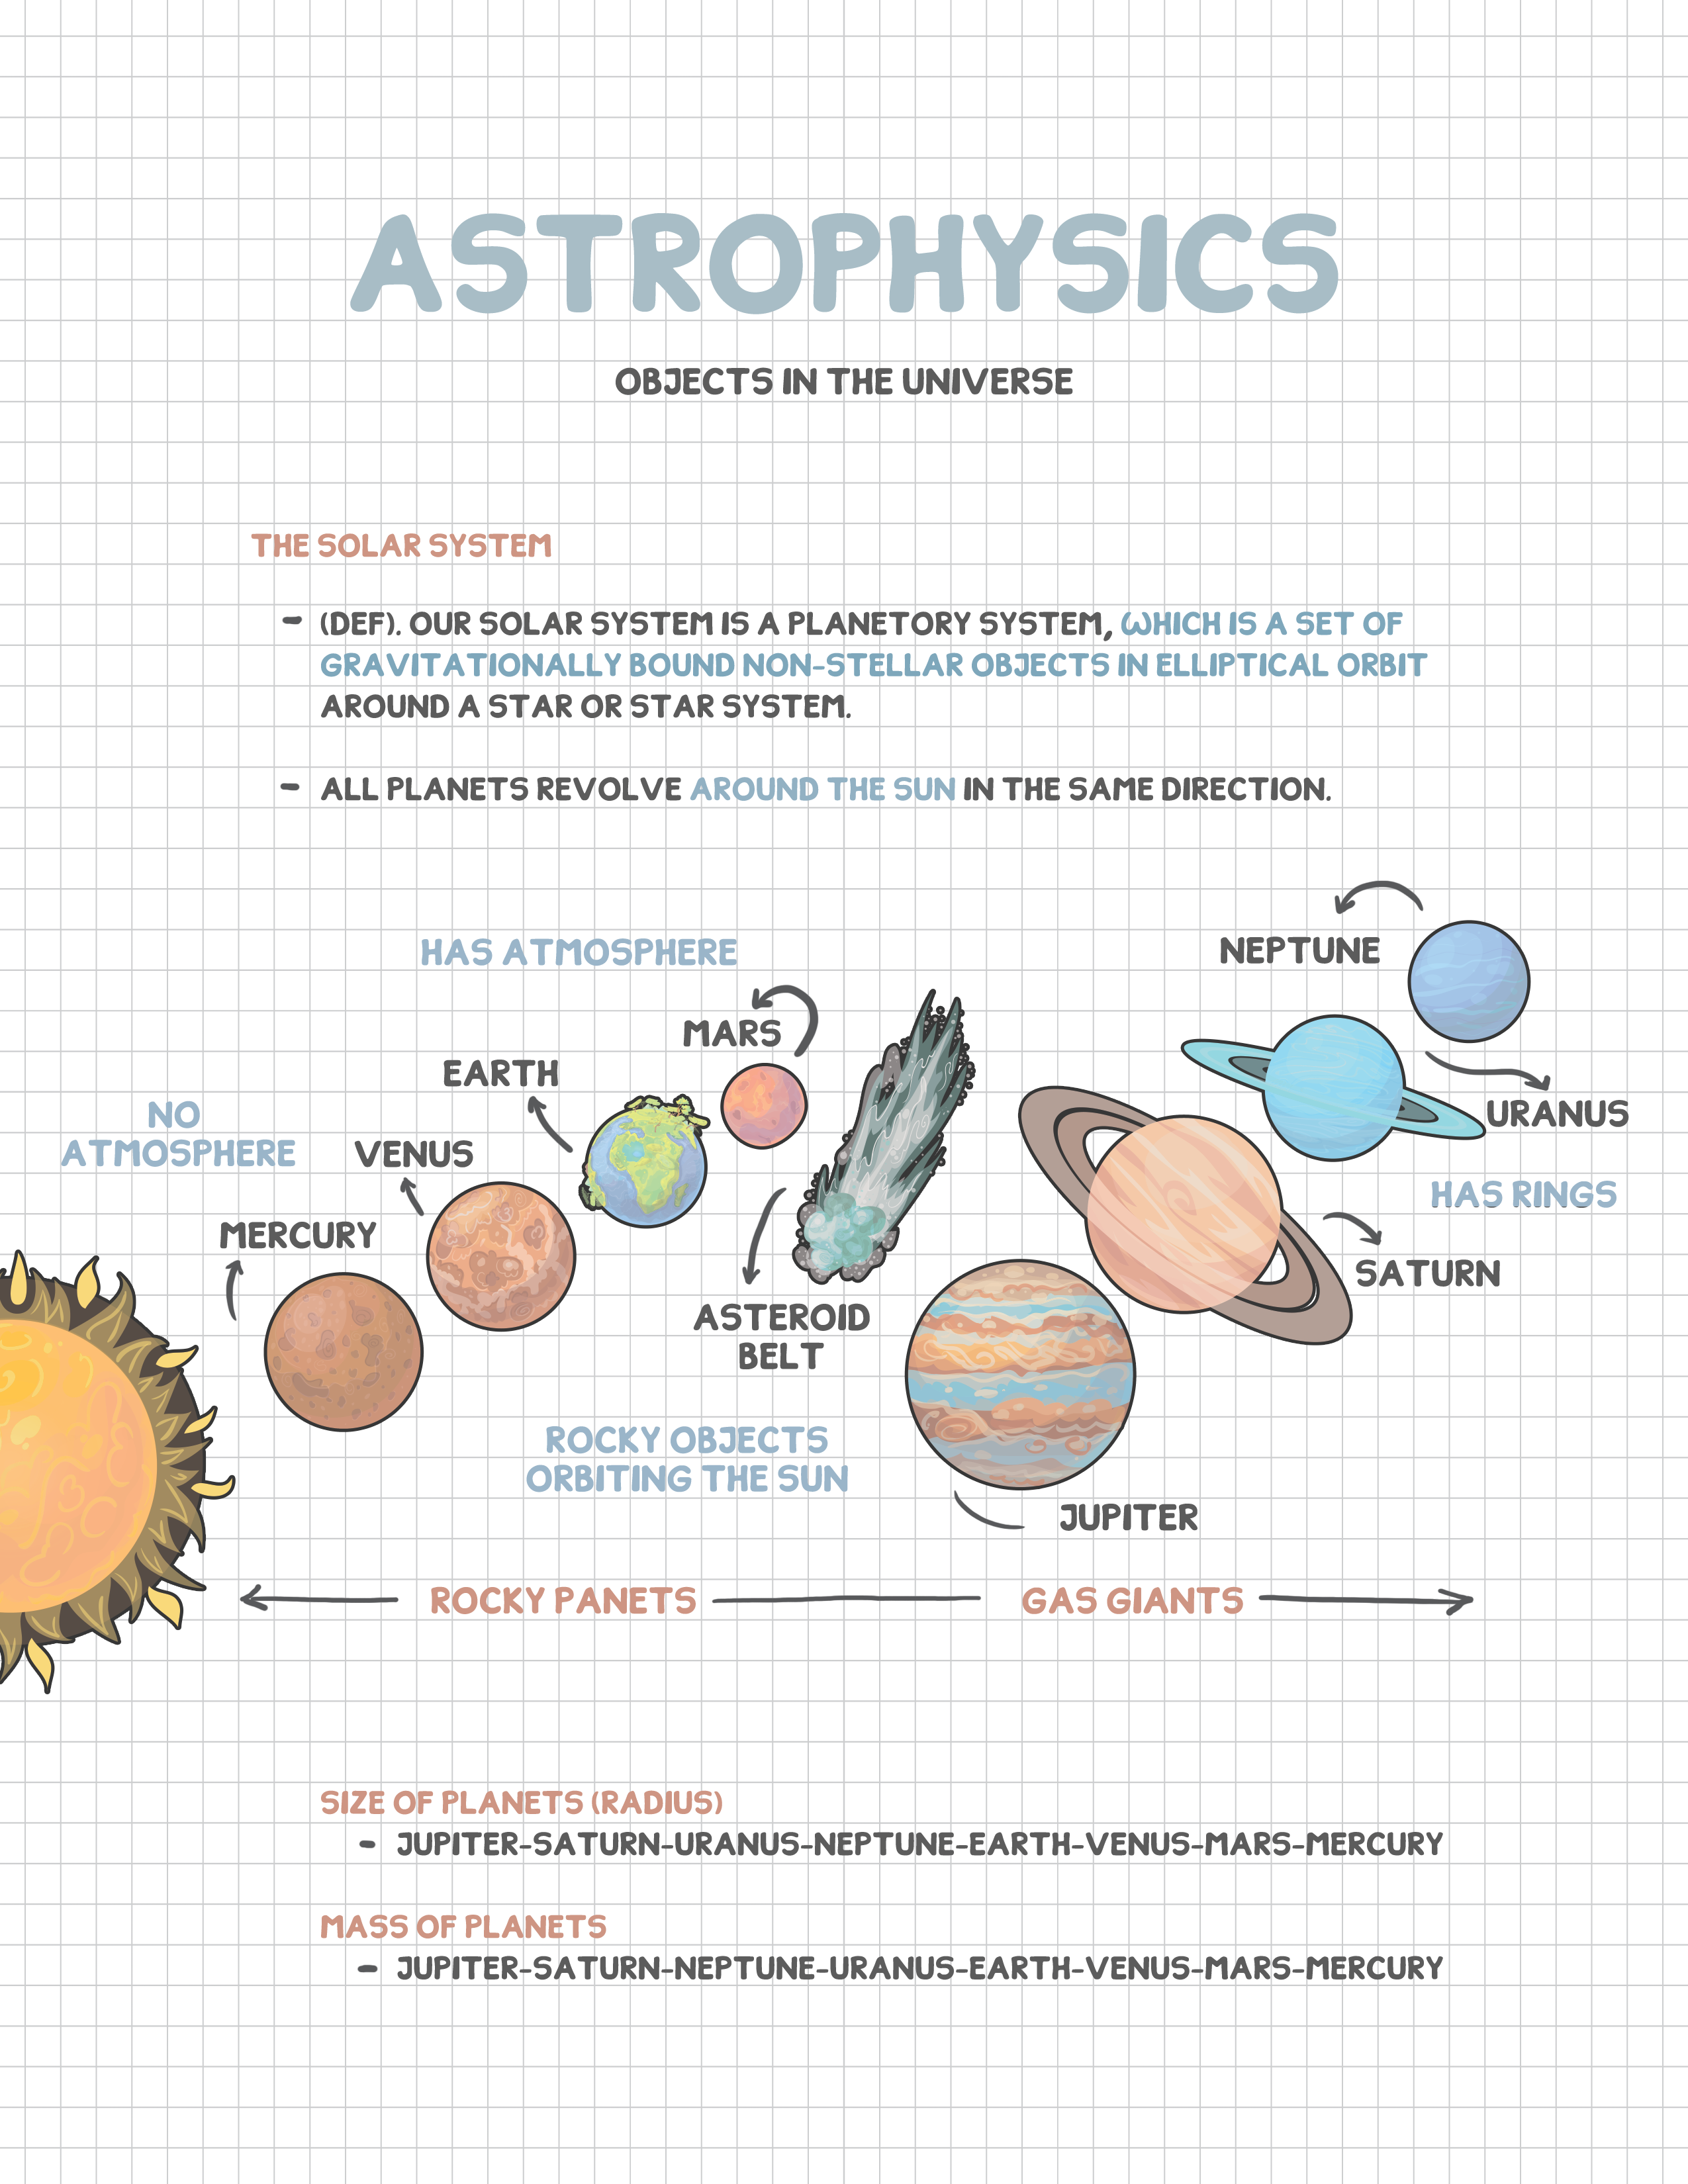 ASTROPHYSICS
OBJECTS IN THE UNIVERSE
THE SOLAR SYSTEM
- (DEF). OUR SOLAR SYSTEM IS A PLANETORY SYSTEM, WHICH IS A SET OF
GRAVITATIONALLY BOUND NON-STELLAR OBJECTS IN ELLIPTICAL ORBIT
AROUND A STAR OR STAR SYSTEM.
- ALL PLANETS REVOLVE AROUND THE SUN IN THE SAME DIRECTION.
NO
ATMOSPHERE
MERCURY
VENUS
HAS ATMOSPHERE
EARTH
MARS
ASTEROID
BELT
ROCKY OBJECTS
ORBITING THE SUN
NEPTUNE
URANUS
HAS RINGS
SATURN
JUPITER
ROCKY PANETS
GAS GIANTS
SIZE OF PLANETS (RADIUS)
- JUPITER-SATURN-URANUS-NEPTUNE-EARTH-VENUS-MARS-MERCURY
MASS OF PLANETS
- JUPITER-SATURN-NEPTUNE-URANUS-EARTH-VENUS-MARS-MERCURY